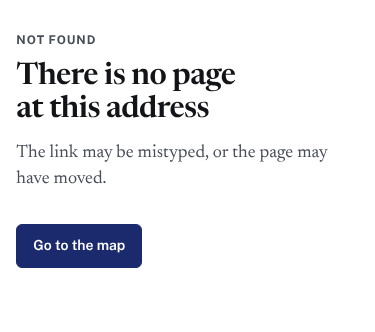 NOT FOUND
There is no page
at this address
The link may be mistyped, or the page may
have moved.
Go to the map